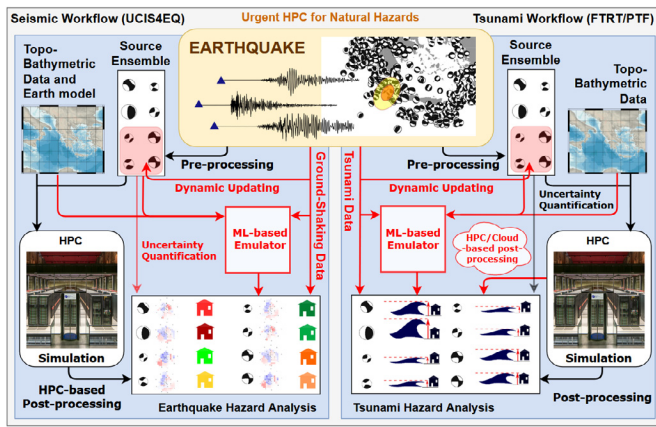 Seismic Workflow (UCIS4EQ)
Urgent HPC for Natural Hazards
Tsunami Workflow (FTRT/PTF)
Topo-
Bathymetric
Data and
Earth model
Source
Ensemble
EARTHQUAKE
Source
Ensemble
Topo-
Bathymetric
Data
Pre-processing
Pre-processing
Dynamic Updating
Dynamic Updating
Ground-Shaking Data
Tsunami Data
Uncertainty
Quantification
HPC
ML-based
Emulator
ML-based
Emulator
HPC/Cloud
-based post-
processing
HPC
Uncertainty
Quantification
Simulation
Simulation
HPC-based
Post-processing
Earthquake Hazard Analysis
Tsunami Hazard Analysis
Post-processing